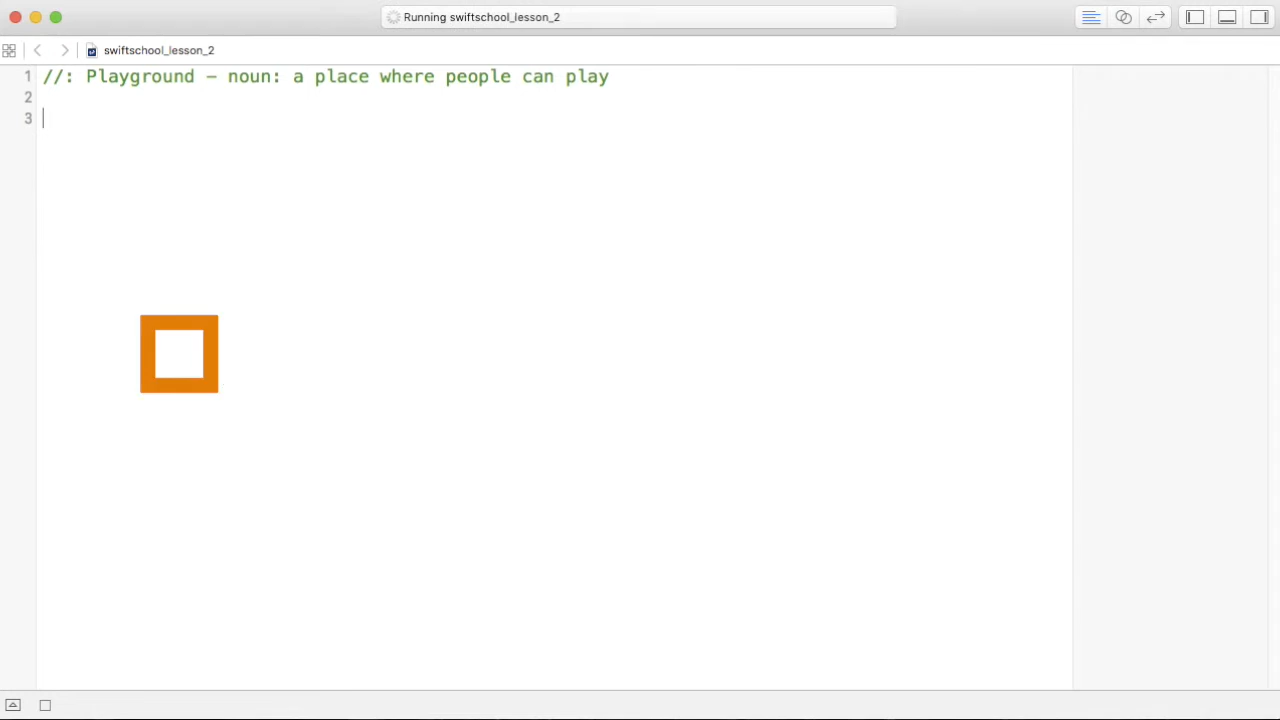 Running swiftschool_lesson_2
swiftschool_lesson_2
1 //: Playground - noun: a place where people can play
2
3